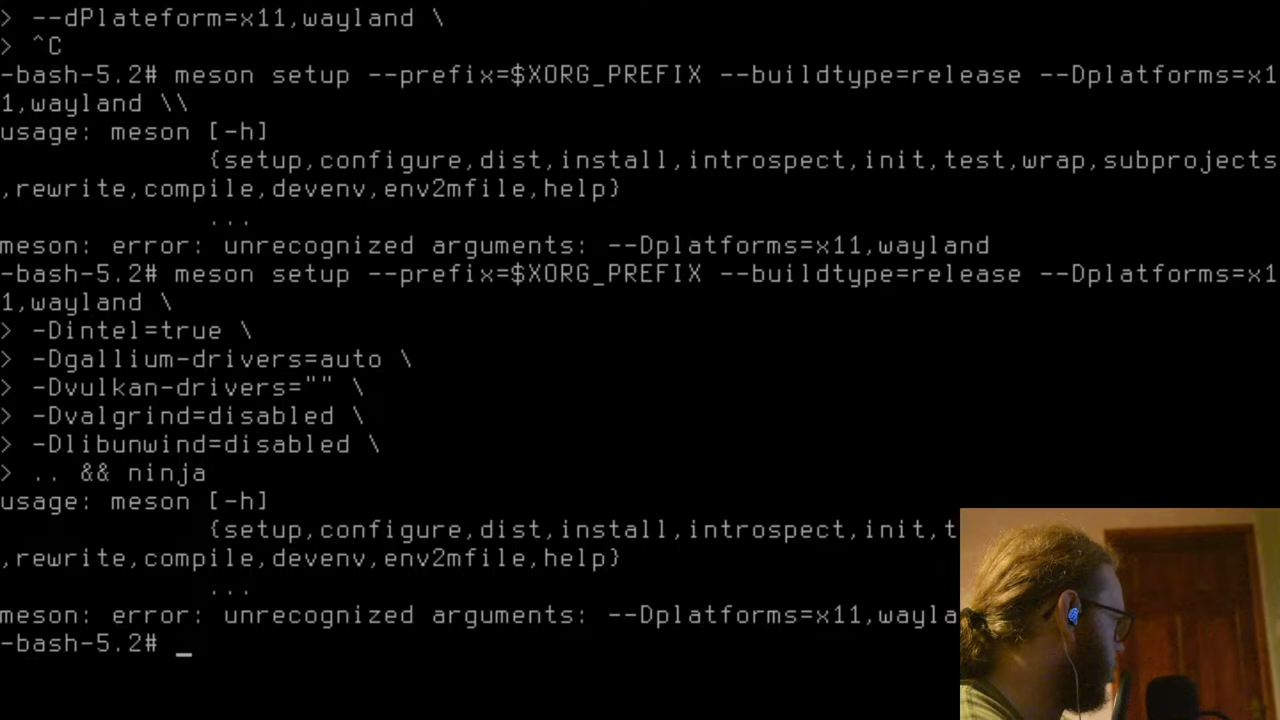 > --dPlateform=x11,wayland \
> ^C
-bash-5.2# meson setup --prefix=$XORG_PREFIX --buildtype=release --Dplatforms=x1
1,wayland \\
usage: meson [-h]
{setup,configure,dist,install,introspect,init,test,wrap,subprojects
,rewrite,compile,devenv,env2mfile,help}
...
meson: error: unrecognized arguments: --Dplatforms=x11,wayland
-bash-5.2# meson setup --prefix=$XORG_PREFIX --buildtype=release --Dplatforms=x1
1,wayland \
> -Dintel=true \
> -Dgallium-drivers=auto \
> -Dvulkan-drivers="" \
> -Dvalgrind=disabled \
> -Dlibunwind=disabled \
> .. && ninja
usage: meson [-h]
{setup,configure,dist,install,introspect,init,t
,rewrite,compile,devenv,env2mfile,help}
...
meson: error: unrecognized arguments: --Dplatforms=x11,wayla
-bash-5.2# _